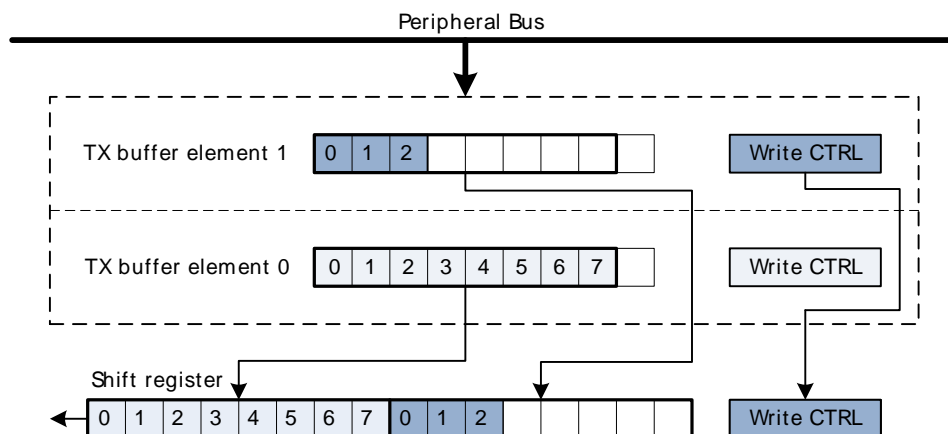 Peripheral Bus
TX buffer element 1 0 1 2 Write CTRL
TX buffer element 0 0 1 2 3 4 5 6 7 Write CTRL
Shift register
0 1 2 3 4 5 6 7 0 1 2 Write CTRL